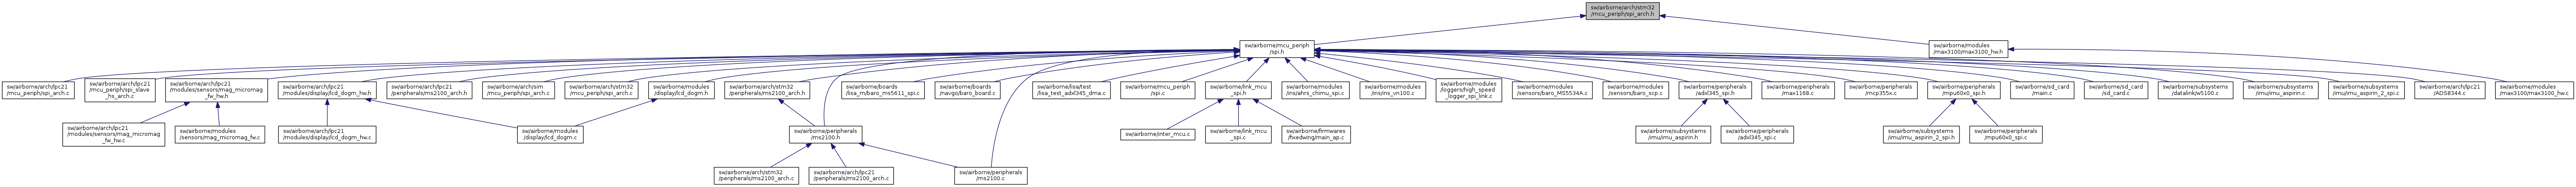 sw/airborne/arch/stm32
/mcu_periph/spi_arch.h
sw/airborne/mcu_periph
/spi.h
sw/airborne/modules
/max3100/max3100_hw.h
sw/airborne/arch/lpc21
/mcu_periph/spi_arch.c
sw/airborne/arch/lpc21
/mcu_periph/spi_slave
_hs_arch.c
sw/airborne/arch/lpc21
/modules/sensors/mag_micromag
_fw_hw.h
sw/airborne/arch/lpc21
/modules/display/lcd_dogm_hw.h
sw/airborne/arch/lpc21
/peripherals/ms2100_arch.h
sw/airborne/arch/sim
/mcu_periph/spi_arch.c
sw/airborne/arch/stm32
/mcu_periph/spi_arch.c
sw/airborne/modules
/display/lcd_dogm.h
sw/airborne/arch/stm32
/peripherals/ms2100_arch.h
sw/airborne/boards
/lisa_m/baro_ms5611_spi.c
sw/airborne/boards
/navgo/baro_board.c
sw/airborne/lisa/test
/lisa_test_adxl345_dma.c
sw/airborne/mcu_periph
/spi.c
sw/airborne/link_mcu
_spi.h
sw/airborne/modules
/ins/ahrs_chimu_spi.c
sw/airborne/modules
/ins/ins_vn100.c
sw/airborne/modules
/loggers/high_speed
_logger_spi_link.c
sw/airborne/modules
/sensors/baro_MS5534A.c
sw/airborne/modules
/sensors/baro_scp.c
sw/airborne/peripherals
/adxl345_spi.h
sw/airborne/peripherals
/max1168.c
sw/airborne/peripherals
/mcp355x.c
sw/airborne/peripherals
/mpu60x0_spi.h
sw/airborne/sd_card
/main.c
sw/airborne/sd_card
/sd_card.c
sw/airborne/subsystems
/datalink/w5100.c
sw/airborne/subsystems
/imu/imu_aspirin.c
sw/airborne/subsystems
/imu/imu_aspirin_2_spi.c
sw/airborne/arch/lpc21
/ADS8344.c
sw/airborne/modules
/max3100/max3100_hw.c
sw/airborne/arch/lpc21
/modules/sensors/mag_micromag
_fw_hw.c
sw/airborne/modules
/sensors/mag_micromag_fw.c
sw/airborne/arch/lpc21
/modules/display/lcd_dogm_hw.c
sw/airborne/modules
/display/lcd_dogm.c
sw/airborne/peripherals
/ms2100.h
sw/airborne/inter_mcu.c
sw/airborne/link_mcu
_spi.c
sw/airborne/firmwares
/fixedwing/main_ap.c
sw/airborne/subsystems
/imu/imu_aspirin.h
sw/airborne/peripherals
/adxl345_spi.c
sw/airborne/subsystems
/imu/imu_aspirin_2_spi.h
sw/airborne/peripherals
/mpu60x0_spi.c
sw/airborne/arch/stm32
/peripherals/ms2100_arch.c
sw/airborne/arch/lpc21
/peripherals/ms2100_arch.c
sw/airborne/peripherals
/ms2100.c